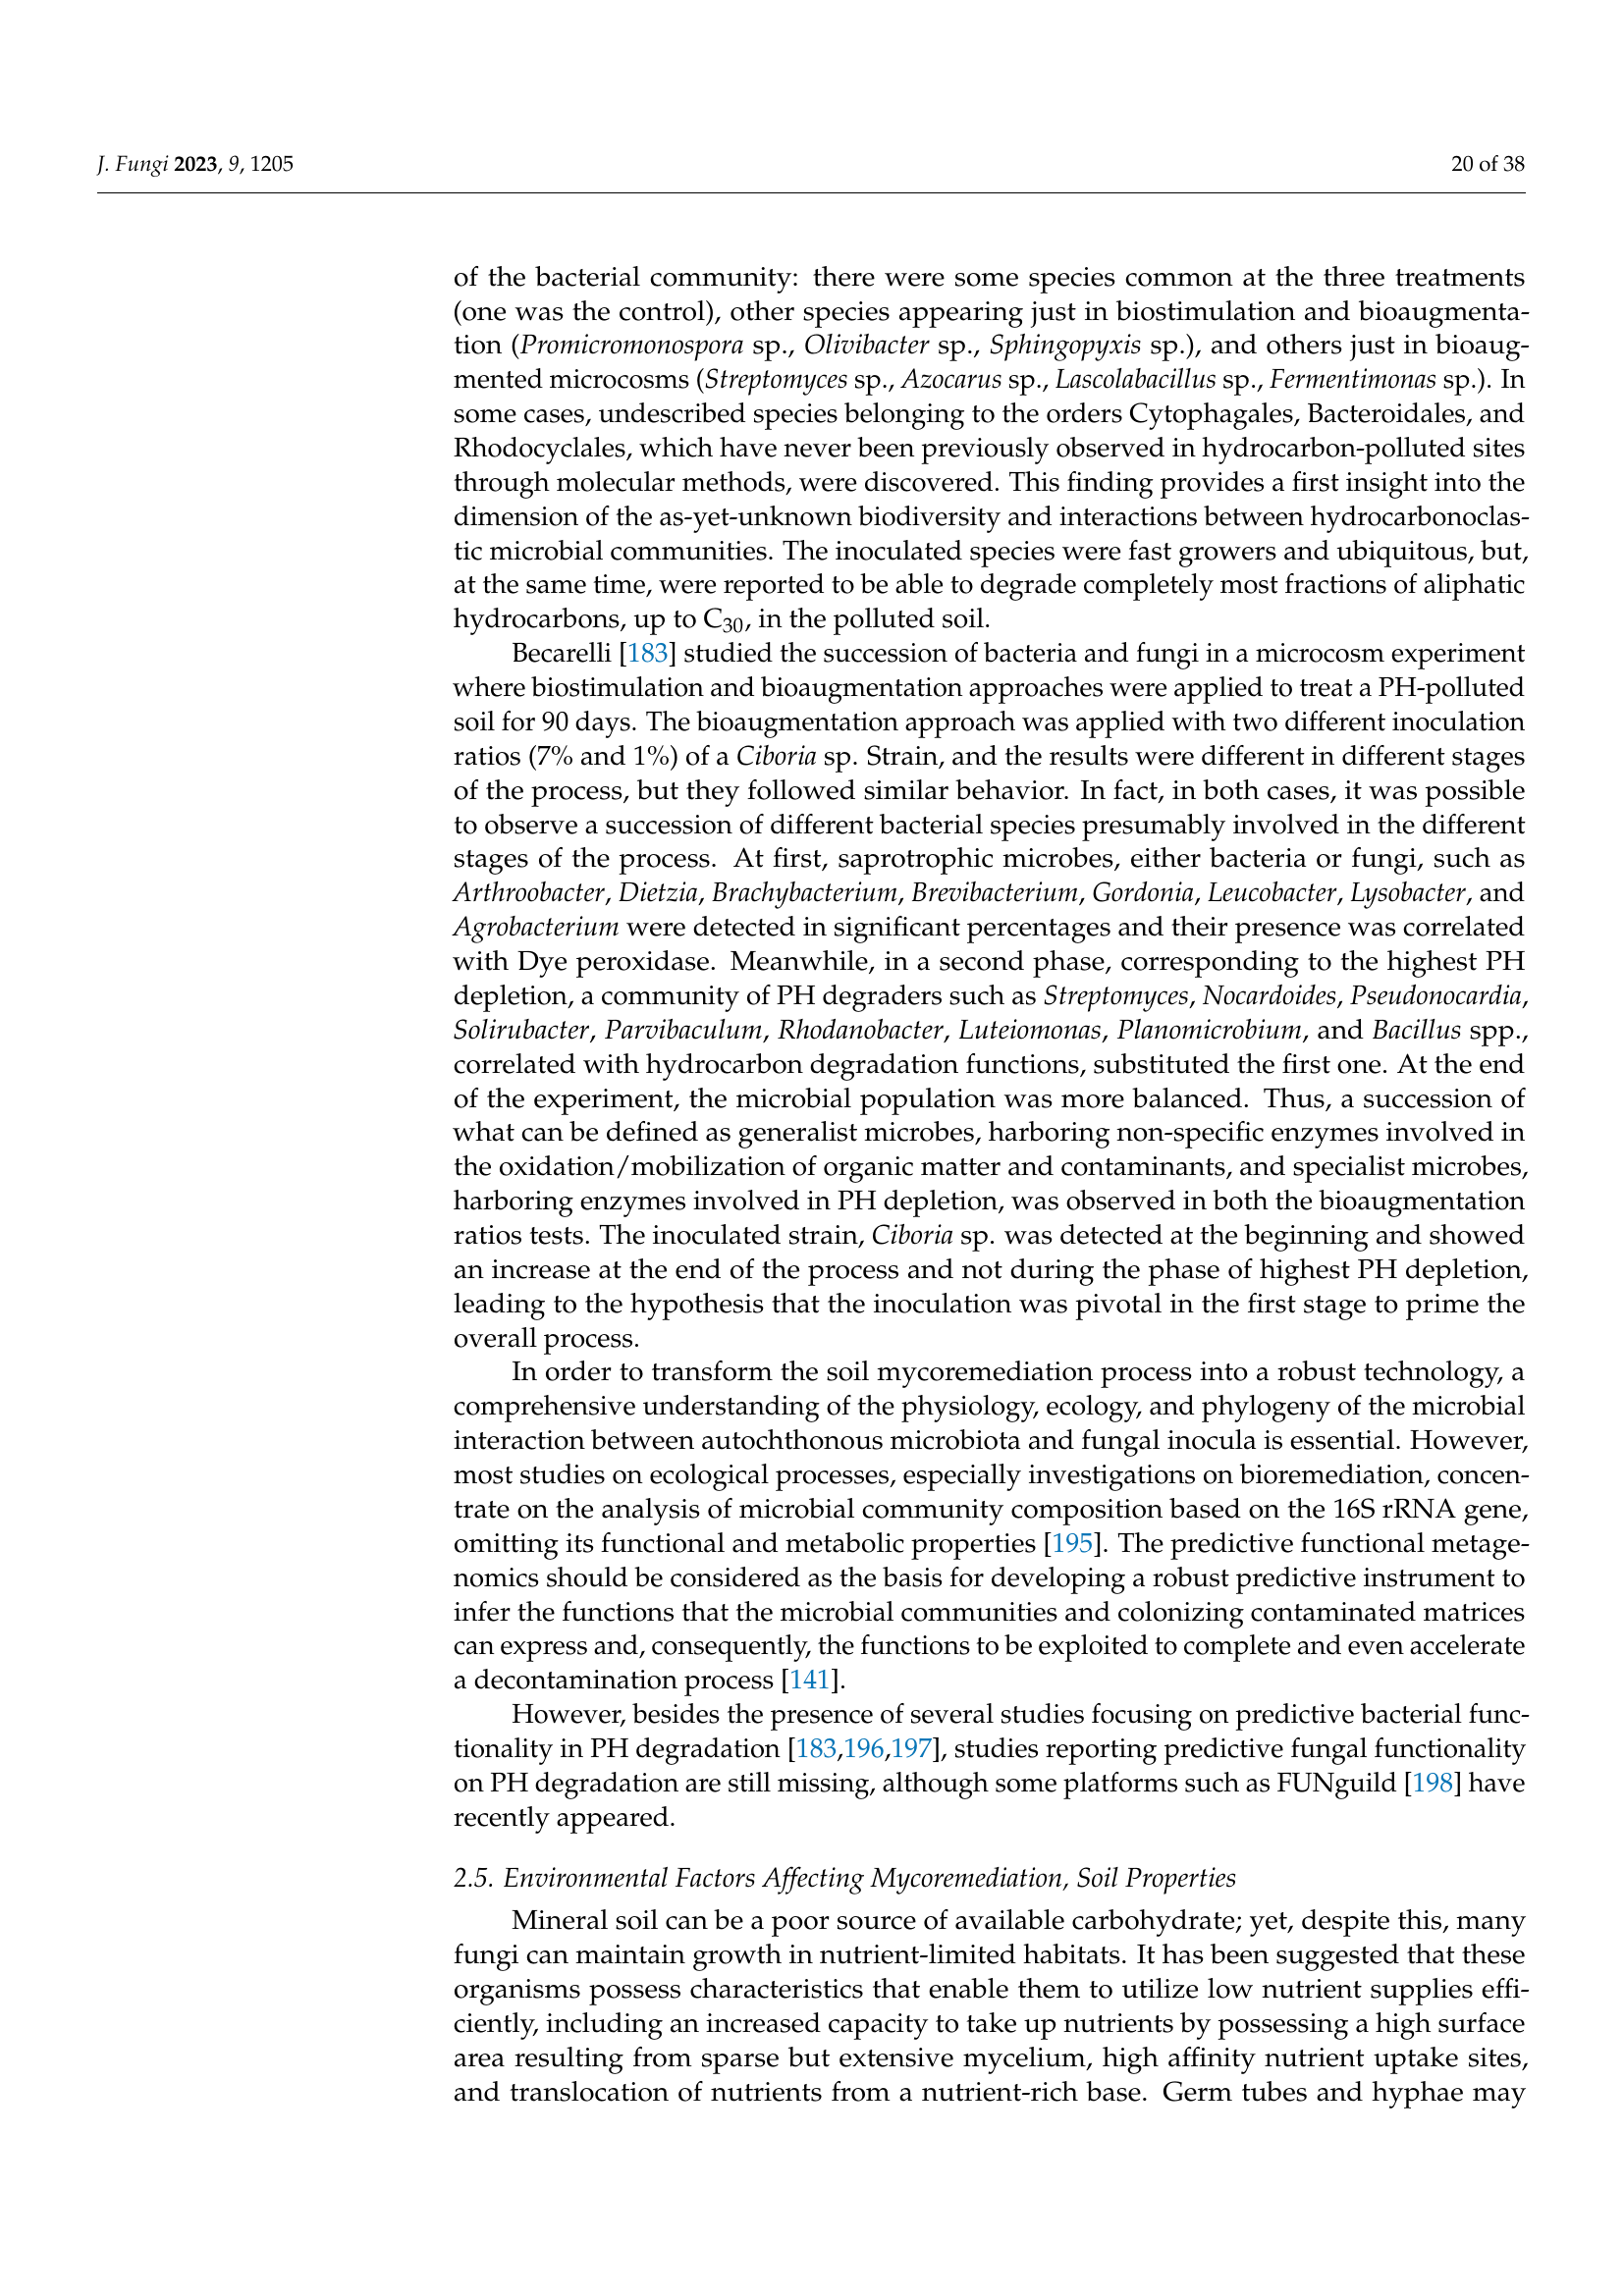 J. Fungi 2023, 9, 1205
20 of 38
of the bacterial community: there were some species common at the three treatments
(one was the control), other species appearing just in biostimulation and bioaugmenta-
tion (Promicromonospora sp., Olivibacter sp., Sphingopyxis sp.), and others just in bioaug-
mented microcosms (Streptomyces sp., Azocarus sp., Lascolabacillus sp., Fermentimonas sp.). In
some cases, undescribed species belonging to the orders Cytophagales, Bacteroidales, and
Rhodocyclales, which have never been previously observed in hydrocarbon-polluted sites
through molecular methods, were discovered. This finding provides a first insight into the
dimension of the as-yet-unknown biodiversity and interactions between hydrocarbonoclas-
tic microbial communities. The inoculated species were fast growers and ubiquitous, but,
at the same time, were reported to be able to degrade completely most fractions of aliphatic
hydrocarbons, up to C30, in the polluted soil.
Becarelli [183] studied the succession of bacteria and fungi in a microcosm experiment
where biostimulation and bioaugmentation approaches were applied to treat a PH-polluted
soil for 90 days. The bioaugmentation approach was applied with two different inoculation
ratios (7% and 1%) of a Ciboria sp. Strain, and the results were different in different stages
of the process, but they followed similar behavior. In fact, in both cases, it was possible
to observe a succession of different bacterial species presumably involved in the different
stages of the process. At first, saprotrophic microbes, either bacteria or fungi, such as
Arthroobacter, Dietzia, Brachybacterium, Brevibacterium, Gordonia, Leucobacter, Lysobacter, and
Agrobacterium were detected in significant percentages and their presence was correlated
with Dye peroxidase. Meanwhile, in a second phase, corresponding to the highest PH
depletion, a community of PH degraders such as Streptomyces, Nocardoides, Pseudonocardia,
Solirubacter, Parvibaculum, Rhodanobacter, Luteiomonas, Planomicrobium, and Bacillus spp.,
correlated with hydrocarbon degradation functions, substituted the first one. At the end
of the experiment, the microbial population was more balanced. Thus, a succession of
what can be defined as generalist microbes, harboring non-specific enzymes involved in
the oxidation/mobilization of organic matter and contaminants, and specialist microbes,
harboring enzymes involved in PH depletion, was observed in both the bioaugmentation
ratios tests. The inoculated strain, Ciboria sp. was detected at the beginning and showed
an increase at the end of the process and not during the phase of highest PH depletion,
leading to the hypothesis that the inoculation was pivotal in the first stage to prime the
overall process.
In order to transform the soil mycoremediation process into a robust technology, a
comprehensive understanding of the physiology, ecology, and phylogeny of the microbial
interaction between autochthonous microbiota and fungal inocula is essential. However,
most studies on ecological processes, especially investigations on bioremediation, concen-
trate on the analysis of microbial community composition based on the 16S rRNA gene,
omitting its functional and metabolic properties [195]. The predictive functional metage-
nomics should be considered as the basis for developing a robust predictive instrument to
infer the functions that the microbial communities and colonizing contaminated matrices
can express and, consequently, the functions to be exploited to complete and even accelerate
a decontamination process [141].
However, besides the presence of several studies focusing on predictive bacterial func-
tionality in PH degradation [183,196,197], studies reporting predictive fungal functionality
on PH degradation are still missing, although some platforms such as FUNguild [198] have
recently appeared.
2.5. Environmental Factors Affecting Mycoremediation, Soil Properties
Mineral soil can be a poor source of available carbohydrate; yet, despite this, many
fungi can maintain growth in nutrient-limited habitats. It has been suggested that these
organisms possess characteristics that enable them to utilize low nutrient supplies effi-
ciently, including an increased capacity to take up nutrients by possessing a high surface
area resulting from sparse but extensive mycelium, high affinity nutrient uptake sites,
and translocation of nutrients from a nutrient-rich base. Germ tubes and hyphae may